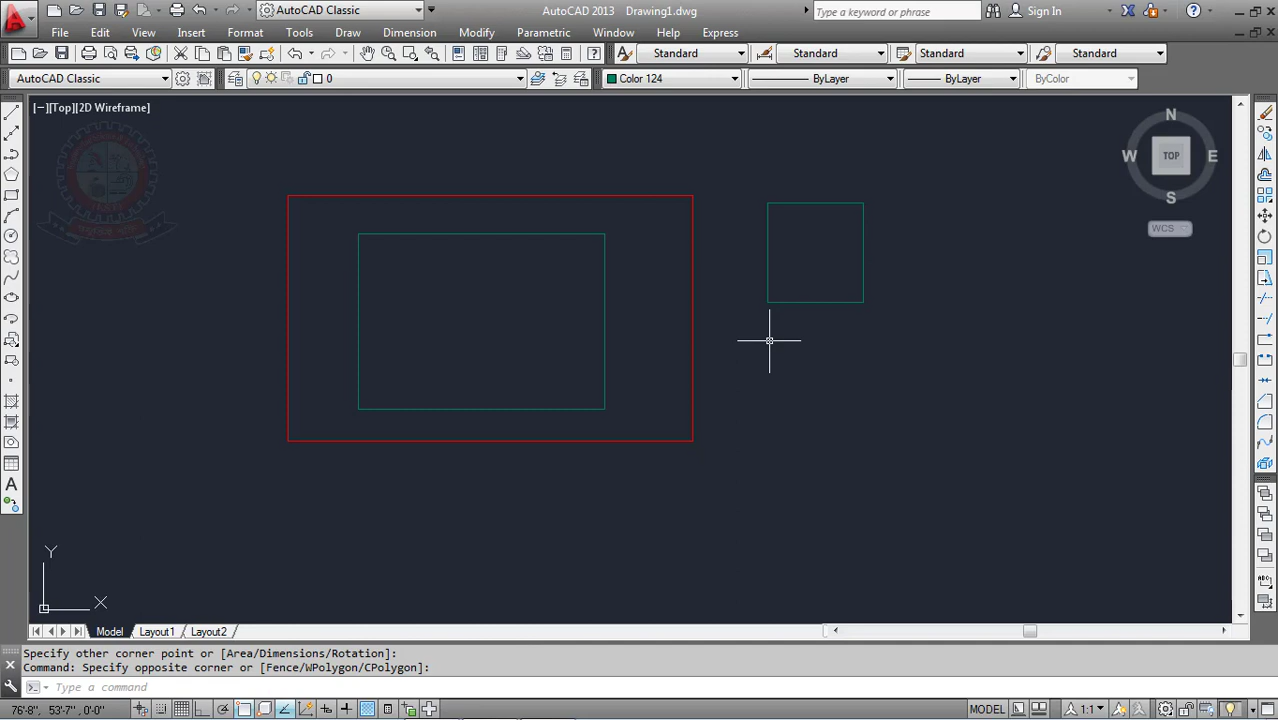 AutoCAD Classic
AutoCAD 2013 Drawing1.dwg
Type a keyword or phrase
Sign In
File Edit View Insert Format Tools Draw Dimension Modify Parametric Window Help Express
Standard Standard Standard Standard
AutoCAD Classic 0 Color 124 ByLayer ByLayer ByColor
[−][Top][2D Wireframe]
N
W TOP E
S
WCS
Y
X
Model Layout1 Layout2
Specify other corner point or [Area/Dimensions/Rotation]:
Command: Specify opposite corner or [Fence/WPolygon/CPolygon]:
Type a command
76'-8", 53'-7", 0'-0" MODEL 1:1